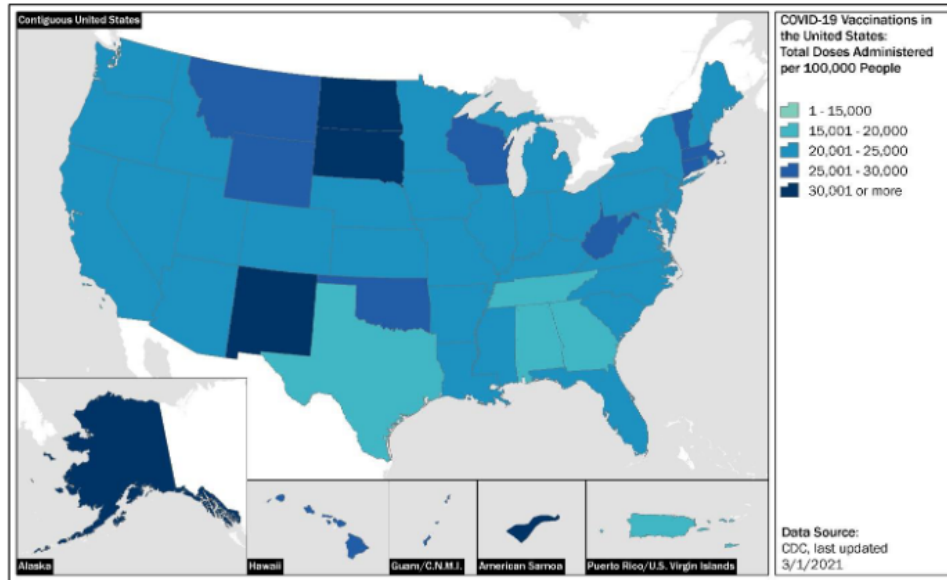 Contiguous United States
COVID-19 Vaccinations in
the United States:
Total Doses Administered
per 100,000 People
1 - 15,000
15,001 - 20,000
20,001 - 25,000
25,001 - 30,000
30,001 or more
Alaska
Hawaii
Guam/C.N.M.I.
American Samoa
Puerto Rico/U.S. Virgin Islands
Data Source:
CDC, last updated
3/1/2021